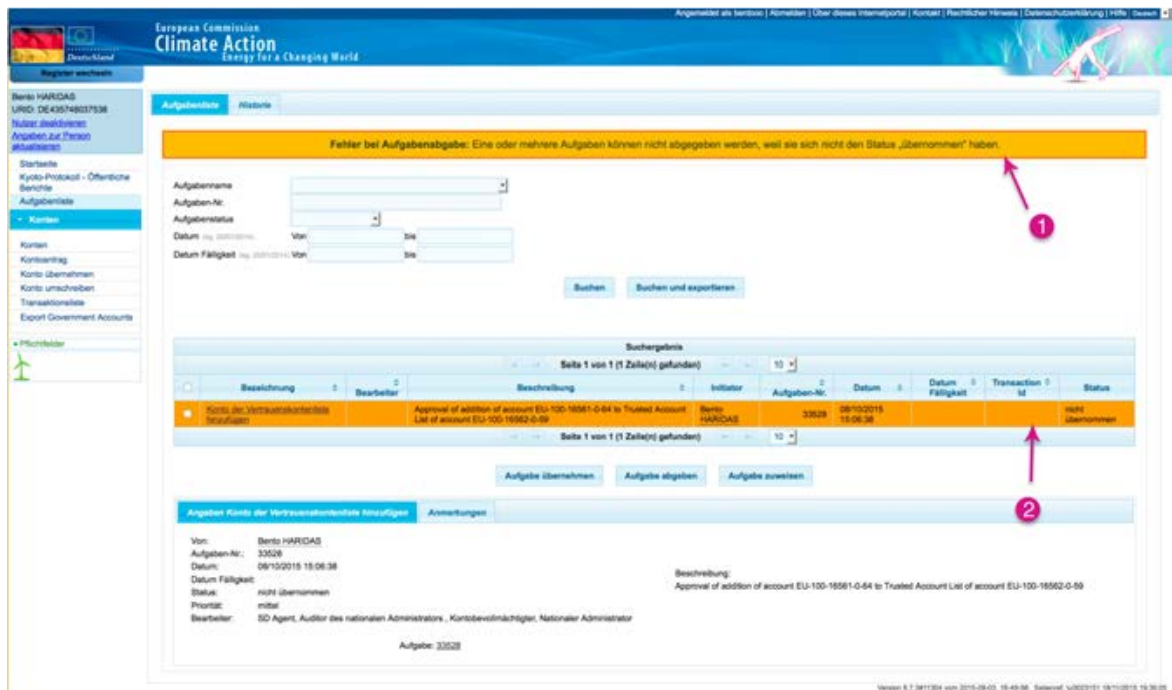 Angemeldet als bentooo | Abmelden | Über dieses Internetportal | Kontakt | Rechtlicher Hinweis | Datenschutzerklärung | Hilfe | Deutsch
European Commission
Climate Action
Energy for a Changing World
Deutschland
Register wechseln
Bento HARIDAS
URID: DE435748037538
Nutzer deaktivieren
Angaben zur Person
aktualisieren
Startseite
Kyoto-Protokoll - Öffentliche
Berichte
Aufgabenliste
Konten
Konten
Kontoantrag
Konto übernehmen
Konto umschreiben
Transaktionsliste
Export Government Accounts
Pflichtfelder
Aufgabenliste Historie
Fehler bei Aufgabenabgabe: Eine oder mehrere Aufgaben können nicht abgegeben werden, weil sie sich nicht den Status „übernommen“ haben.
1
Aufgabenname
Aufgaben-Nr.
Aufgabenstatus
Datum Von bis
Datum Fälligkeit Von bis
Suchen Suchen und exportieren
Suchergebnis
Seite 1 von 1 (1 Zeile(n) gefunden) 10
Bezeichnung Bearbeiter Beschreibung Initiator Aufgaben-Nr. Datum Datum Fälligkeit Transaction Id Status
Konto der Vertrauenskontenliste Approval of addition of account EU-100-16561-0-64 to Trusted Account Bento 33528 08/10/2015 nicht
hinzufügen List of account EU-100-16562-0-59 HARIDAS 15:06:38 übernommen
Seite 1 von 1 (1 Zeile(n) gefunden) 10
Aufgabe übernehmen Aufgabe abgeben Aufgabe zuweisen
2
Angaben Konto der Vertrauenskontenliste hinzufügen Anmerkungen
Von: Bento HARIDAS
Aufgaben-Nr.: 33528
Datum: 08/10/2015 15:06:38
Datum Fälligkeit:
Status: nicht übernommen
Priorität: mittel
Bearbeiter: SD Agent, Auditor des nationalen Administrators., Kontobevollmächtigter, Nationaler Administrator
Beschreibung:
Approval of addition of account EU-100-16561-0-64 to Trusted Account List of account EU-100-16562-0-59
Aufgabe: 33528